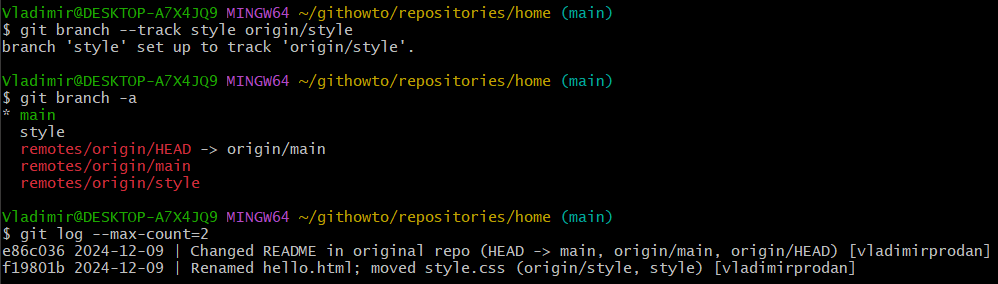 Vladimir@DESKTOP-A7X4JQ9 MINGW64 ~/githowto/repositories/home (main)
$ git branch --track style origin/style
branch 'style' set up to track 'origin/style'.
Vladimir@DESKTOP-A7X4JQ9 MINGW64 ~/githowto/repositories/home (main)
$ git branch -a
* main
  style
  remotes/origin/HEAD -> origin/main
  remotes/origin/main
  remotes/origin/style
Vladimir@DESKTOP-A7X4JQ9 MINGW64 ~/githowto/repositories/home (main)
$ git log --max-count=2
e86c036 2024-12-09 | Changed README in original repo (HEAD -> main, origin/main, origin/HEAD) [vladimirprodan]
f19801b 2024-12-09 | Renamed hello.html; moved style.css (origin/style, style) [vladimirprodan]